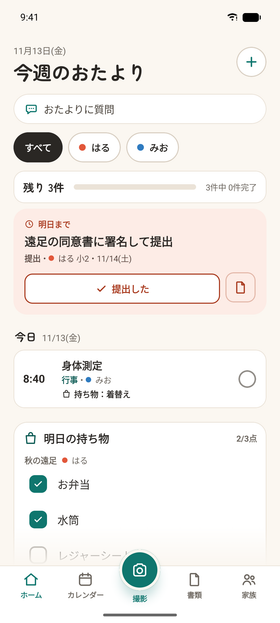 9:41
11月13日(金)
今週のおたより
おたよりに質問
すべて はる みお
残り 3件 3件中 0件完了
明日まで
遠足の同意書に署名して提出
提出・はる 小2・11/14(土)
提出した
今日 11/13(金)
8:40 身体測定
行事・みお
持ち物：着替え
明日の持ち物 2/3点
秋の遠足 はる
お弁当
水筒
レジャーシート
ホーム カレンダー 撮影 書類 家族